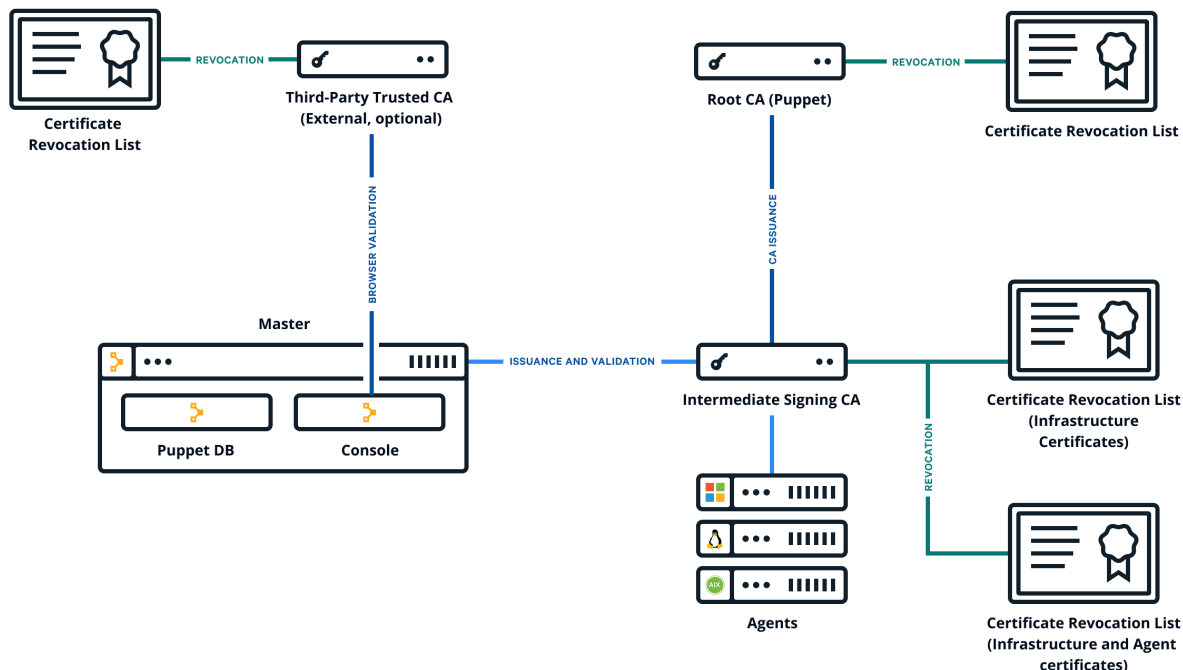 REVOCATION
Third-Party Trusted CA
(External, optional)
Certificate
Revocation List
REVOCATION
Root CA (Puppet)
Certificate Revocation List
BROWSER VALIDATION
CA ISSUANCE
Master
ISSUANCE AND VALIDATION
Puppet DB
Console
Intermediate Signing CA
Certificate Revocation List
(Infrastructure
Certificates)
REVOCATION
AIX
Agents
Certificate Revocation List
(Infrastructure and Agent
certificates)